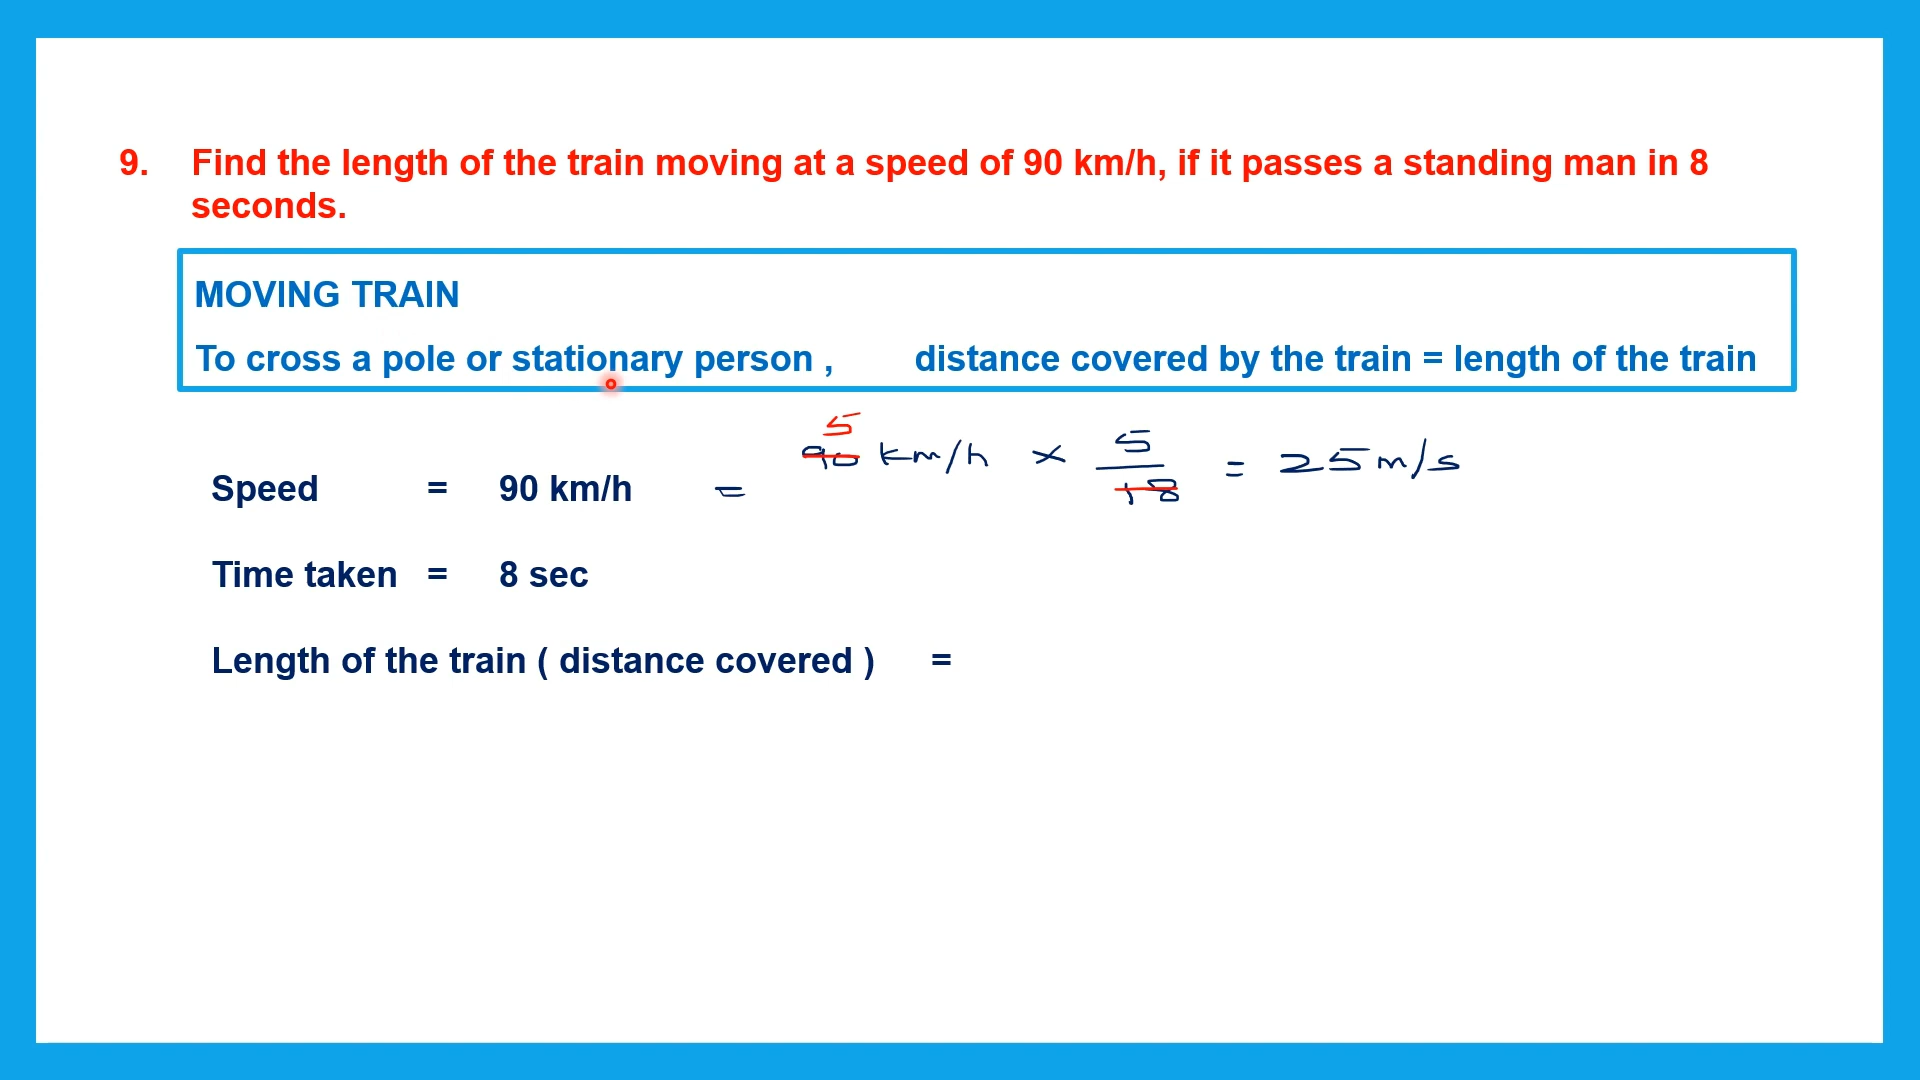 9. Find the length of the train moving at a speed of 90 km/h, if it passes a standing man in 8
seconds.
MOVING TRAIN
To cross a pole or stationary person , distance covered by the train = length of the train
Speed = 90 km/h = 90 km/h × 5/18 = 25 m/s
5
Time taken = 8 sec
Length of the train ( distance covered ) =